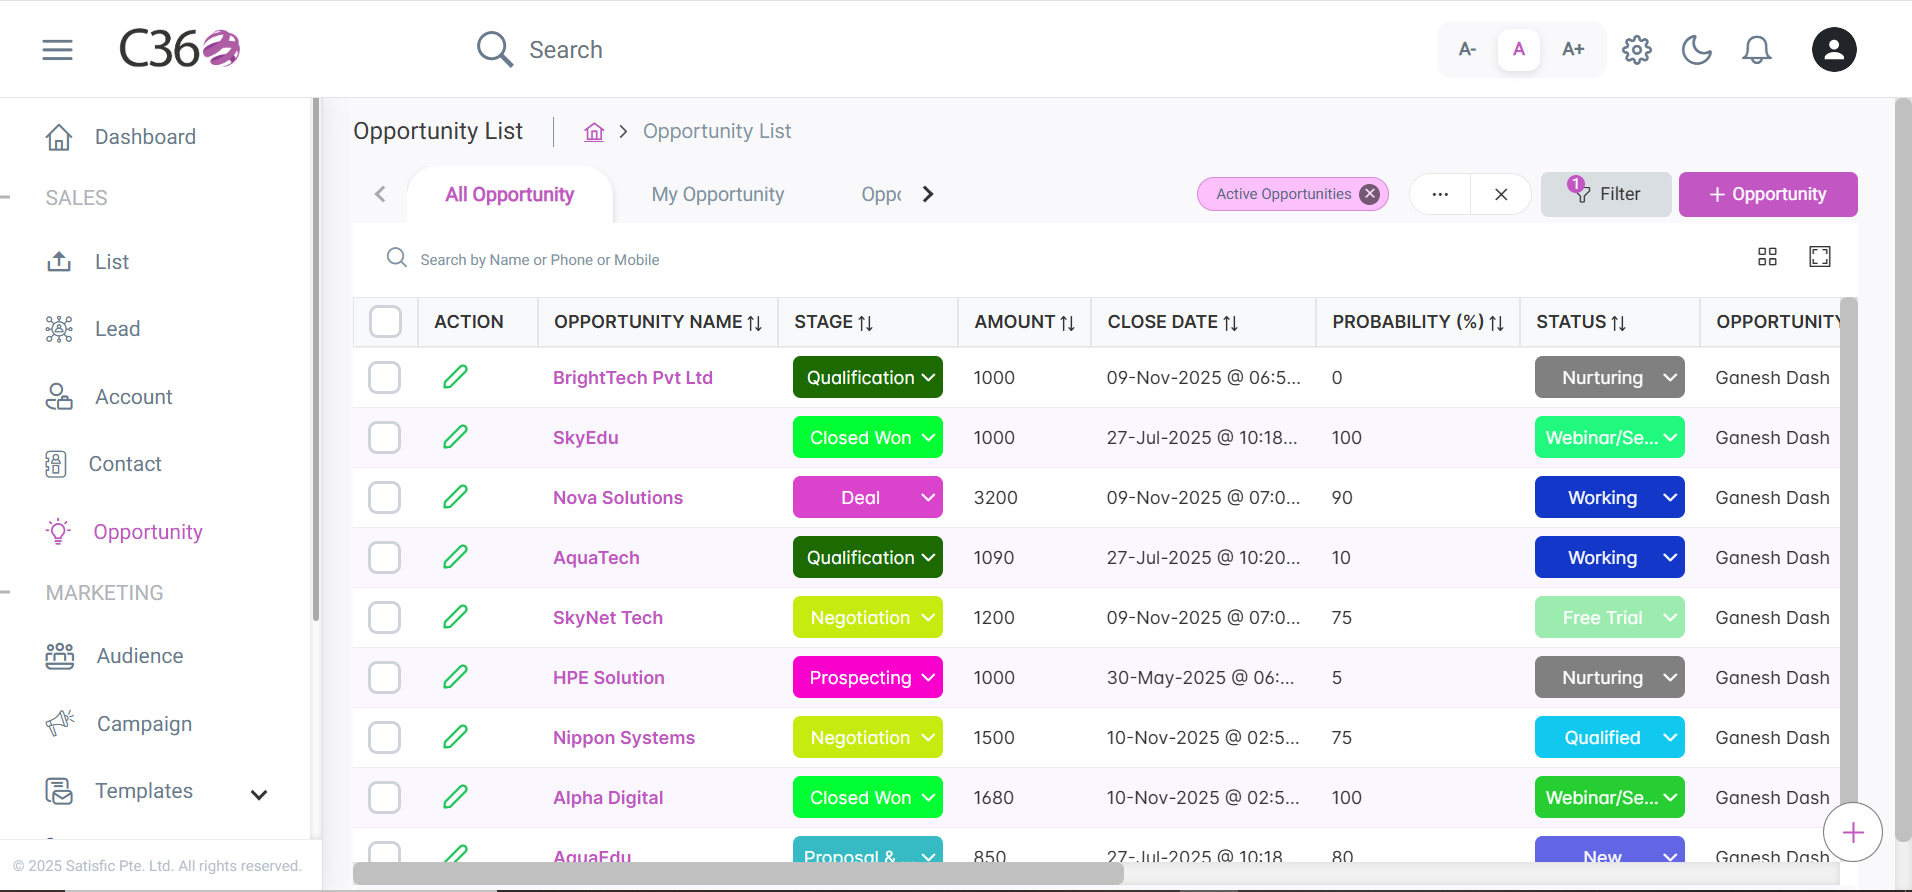 C360
Search
A-
A
A+
Dashboard
SALES
List
Lead
Account
Contact
Opportunity
MARKETING
Audience
Campaign
Templates
© 2025 Satisfic Pte. Ltd. All rights reserved.
Opportunity List
Opportunity List
All Opportunity
My Opportunity
Oppo
Active Opportunities
...
1
Filter
+ Opportunity
Search by Name or Phone or Mobile
ACTION OPPORTUNITY NAME STAGE AMOUNT CLOSE DATE PROBABILITY (%) STATUS OPPORTUNITY
BrightTech Pvt Ltd Qualification 1000 09-Nov-2025 @ 06:5... 0 Nurturing Ganesh Dash
SkyEdu Closed Won 1000 27-Jul-2025 @ 10:18... 100 Webinar/Se... Ganesh Dash
Nova Solutions Deal 3200 09-Nov-2025 @ 07:0... 90 Working Ganesh Dash
AquaTech Qualification 1090 27-Jul-2025 @ 10:20... 10 Working Ganesh Dash
SkyNet Tech Negotiation 1200 09-Nov-2025 @ 07:0... 75 Free Trial Ganesh Dash
HPE Solution Prospecting 1000 30-May-2025 @ 06:... 5 Nurturing Ganesh Dash
Nippon Systems Negotiation 1500 10-Nov-2025 @ 02:5... 75 Qualified Ganesh Dash
Alpha Digital Closed Won 1680 10-Nov-2025 @ 02:5... 100 Webinar/Se... Ganesh Dash
AquaEdu Proposal & ... 850 27-Jul-2025 @ 10:18... 80 New Ganesh Dash